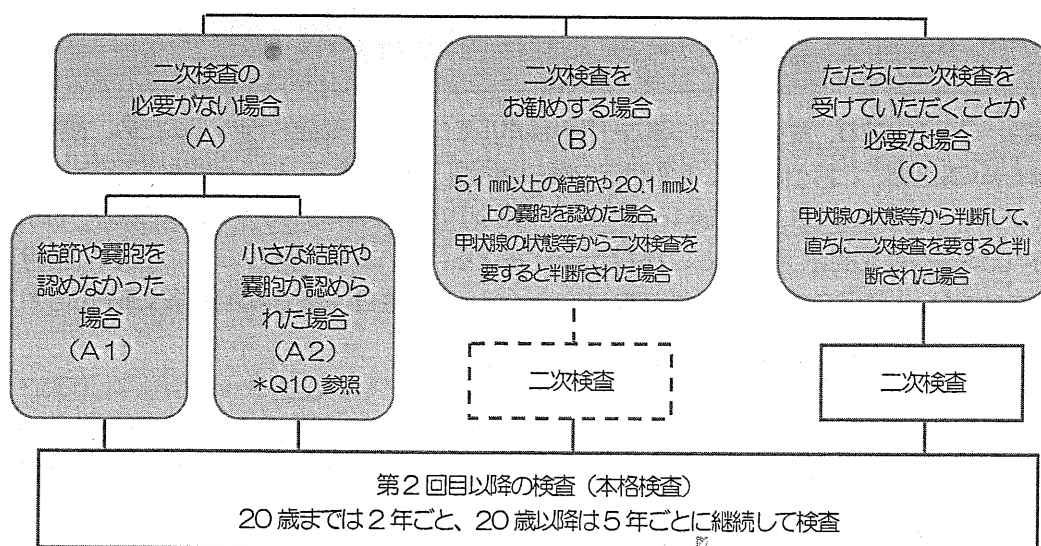 二次検査の
必要がない場合
(A)
結節や嚢胞を
認めなかった
場合
(A1)
小さな結節や
嚢胞が認めら
れた場合
(A2)
*Q10参照
二次検査を
お勧めする場合
(B)
5.1㎜以上の結節や20.1㎜以
上の嚢胞を認めた場合、
甲状腺の状態等から二次検査を
要すると判断された場合
二次検査
ただちに二次検査を
受けていただくことが
必要な場合
(C)
甲状腺の状態等から判断して、
直ちに二次検査を要すると判
断された場合
二次検査
第2回目以降の検査(本格検査)
20歳までは2年ごと、20歳以降は5年ごとに継続して検査